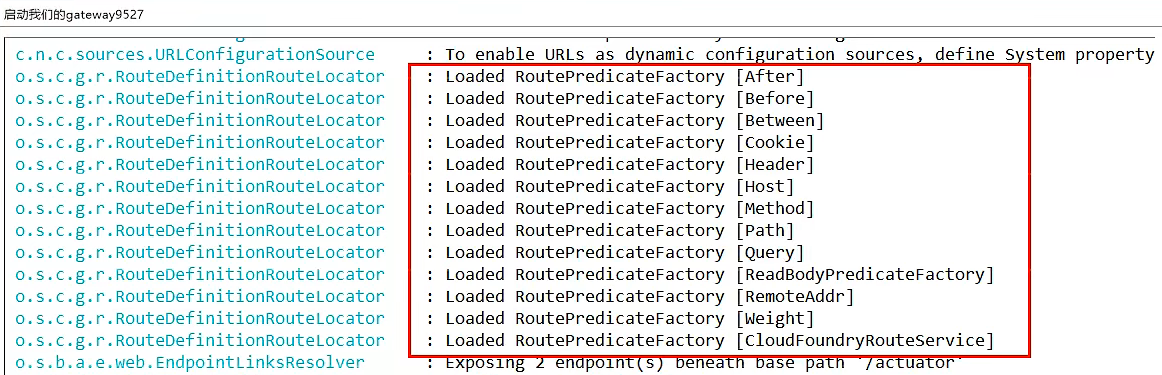 启动我们的gateway9527
c.n.c.sources.URLConfigurationSource : To enable URLs as dynamic configuration sources, define System property
o.s.c.g.r.RouteDefinitionRouteLocator : Loaded RoutePredicateFactory [After]
o.s.c.g.r.RouteDefinitionRouteLocator : Loaded RoutePredicateFactory [Before]
o.s.c.g.r.RouteDefinitionRouteLocator : Loaded RoutePredicateFactory [Between]
o.s.c.g.r.RouteDefinitionRouteLocator : Loaded RoutePredicateFactory [Cookie]
o.s.c.g.r.RouteDefinitionRouteLocator : Loaded RoutePredicateFactory [Header]
o.s.c.g.r.RouteDefinitionRouteLocator : Loaded RoutePredicateFactory [Host]
o.s.c.g.r.RouteDefinitionRouteLocator : Loaded RoutePredicateFactory [Method]
o.s.c.g.r.RouteDefinitionRouteLocator : Loaded RoutePredicateFactory [Path]
o.s.c.g.r.RouteDefinitionRouteLocator : Loaded RoutePredicateFactory [Query]
o.s.c.g.r.RouteDefinitionRouteLocator : Loaded RoutePredicateFactory [ReadBodyPredicateFactory]
o.s.c.g.r.RouteDefinitionRouteLocator : Loaded RoutePredicateFactory [RemoteAddr]
o.s.c.g.r.RouteDefinitionRouteLocator : Loaded RoutePredicateFactory [Weight]
o.s.c.g.r.RouteDefinitionRouteLocator : Loaded RoutePredicateFactory [CloudFoundryRouteService]
o.s.b.a.e.web.EndpointLinksResolver : Exposing 2 endpoint(s) beneath base path '/actuator'